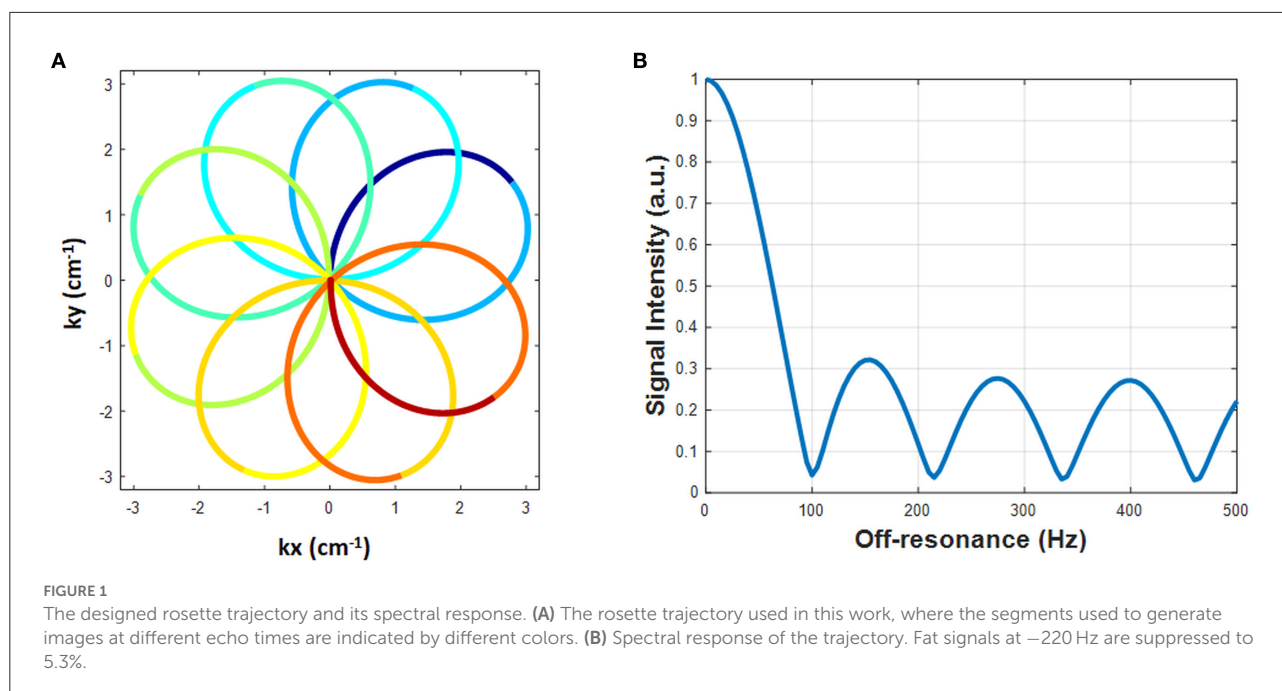 A
3
2
1
0
-1
-2
-3
ky (cm⁻¹)
-3 -2 -1 0 1 2 3
kx (cm⁻¹)
B
1
0.9
0.8
0.7
0.6
0.5
0.4
0.3
0.2
0.1
0
Signal Intensity (a.u.)
0 100 200 300 400 500
Off-resonance (Hz)
FIGURE 1
The designed rosette trajectory and its spectral response. (A) The rosette trajectory used in this work, where the segments used to generate
images at different echo times are indicated by different colors. (B) Spectral response of the trajectory. Fat signals at −220 Hz are suppressed to
5.3%.